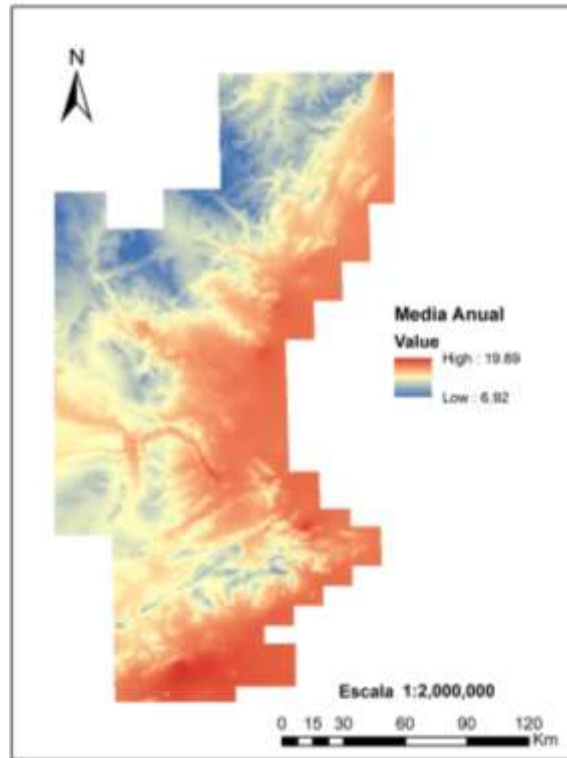 N
Media Anual
Value
High : 19.89
Low : 6.92
Escala 1:2,000,000
0 15 30 60 90 120
Km